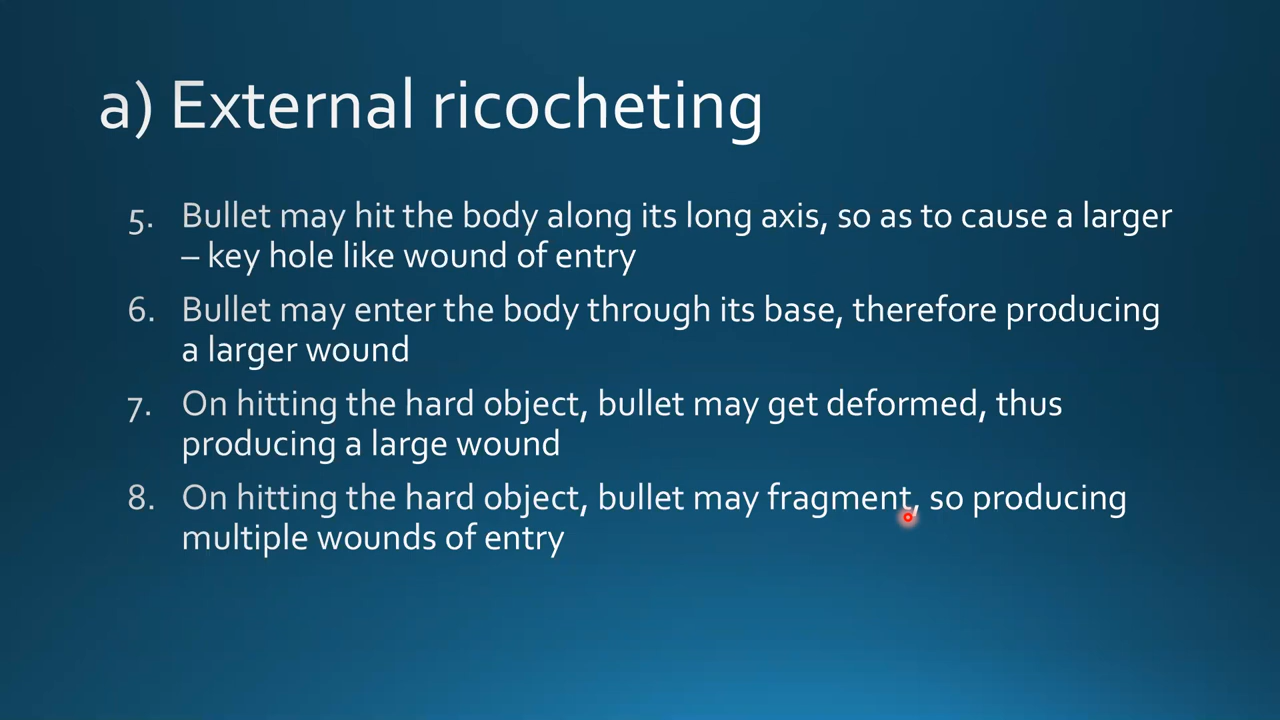 a) External ricocheting
5. Bullet may hit the body along its long axis, so as to cause a larger
– key hole like wound of entry
6. Bullet may enter the body through its base, therefore producing
a larger wound
7. On hitting the hard object, bullet may get deformed, thus
producing a large wound
8. On hitting the hard object, bullet may fragment, so producing
multiple wounds of entry